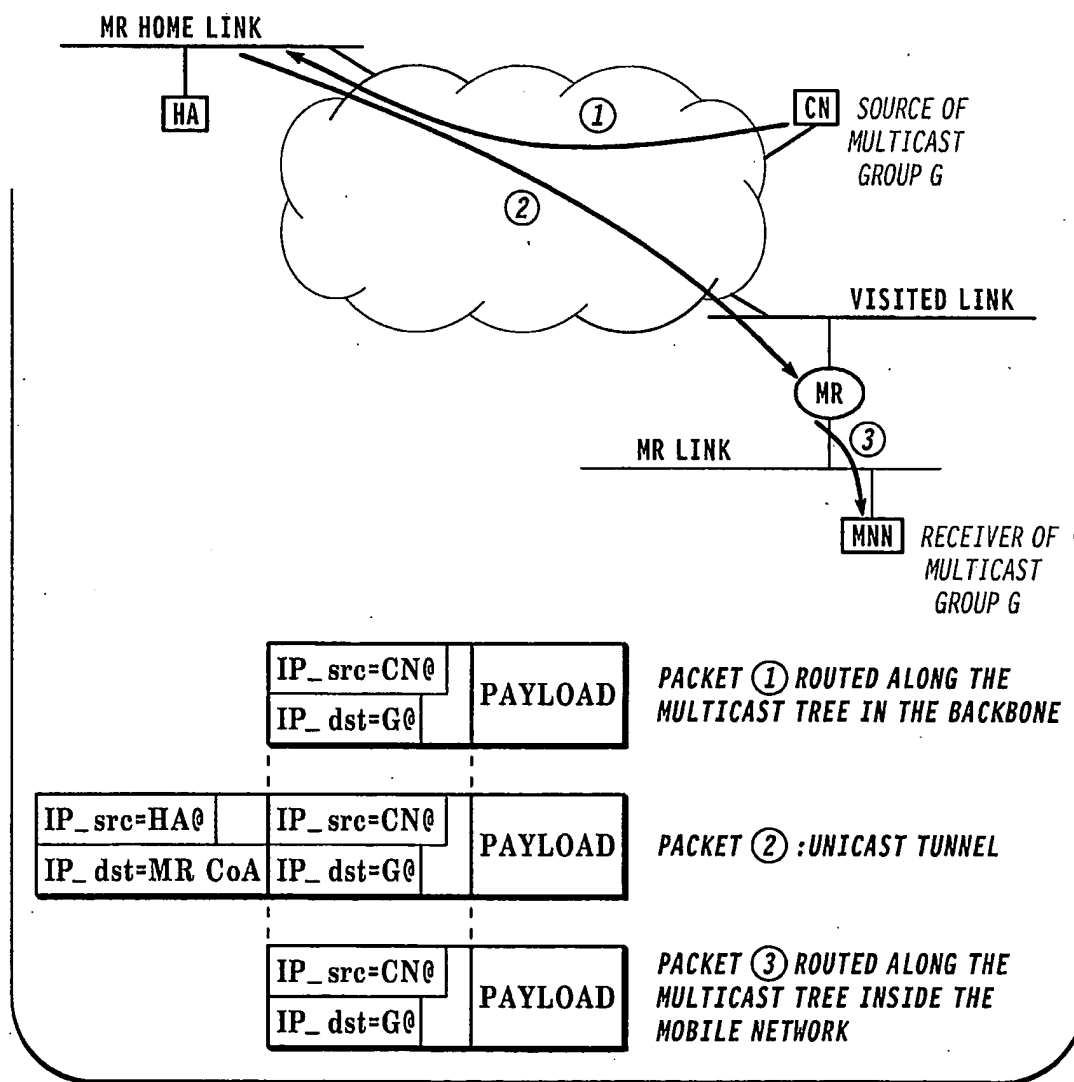 MR HOME LINK
HA
1
CN
SOURCE OF
MULTICAST
GROUP G
2
VISITED LINK
MR
3
MR LINK
MNN
RECEIVER OF
MULTICAST
GROUP G
IP_ src=CN@
IP_ dst=G@
PAYLOAD
PACKET 1 ROUTED ALONG THE
MULTICAST TREE IN THE BACKBONE
IP_ src=HA@
IP_ dst=MR CoA
IP_ src=CN@
IP_ dst=G@
PAYLOAD
PACKET 2 :UNICAST TUNNEL
IP_ src=CN@
IP_ dst=G@
PAYLOAD
PACKET 3 ROUTED ALONG THE
MULTICAST TREE INSIDE THE
MOBILE NETWORK